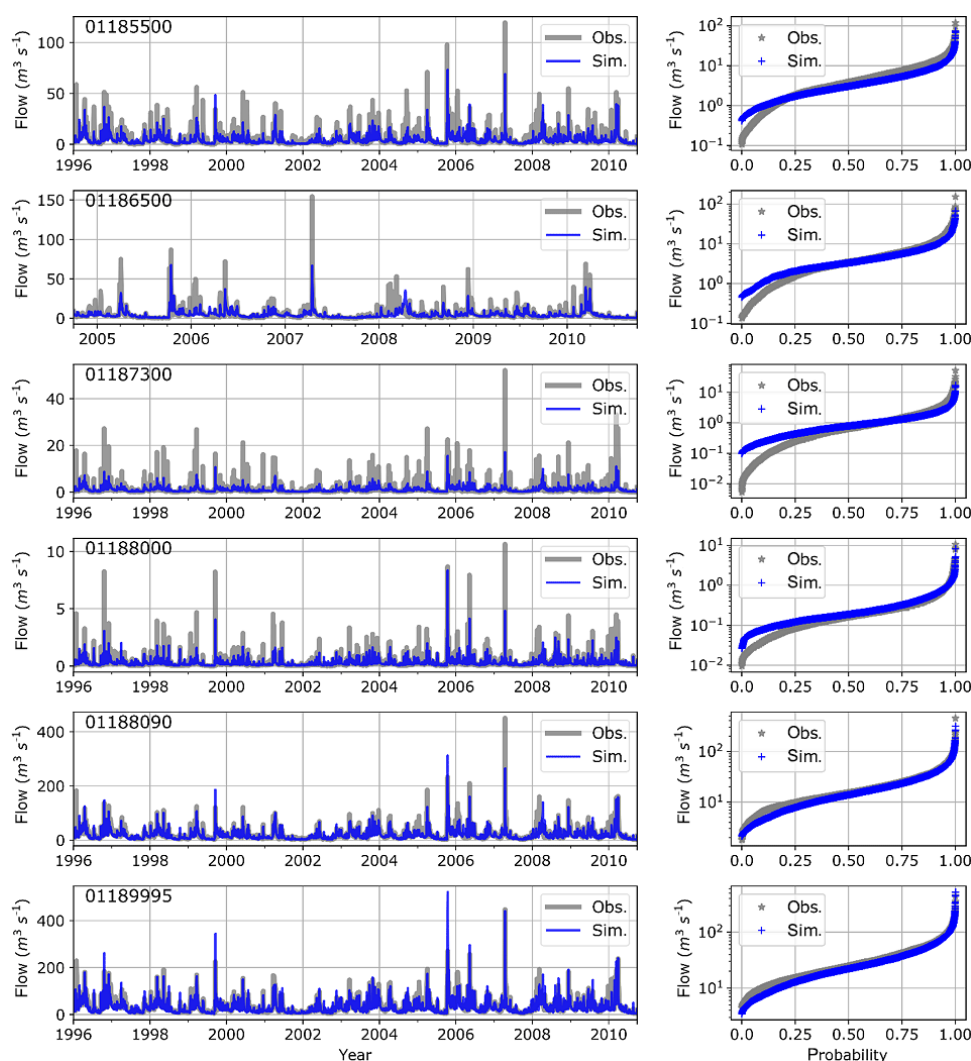 01185500
Flow (m³ s⁻¹)
100
50
0
Obs.
Sim.
1996 1998 2000 2002 2004 2006 2008 2010
Flow (m³ s⁻¹)
10²
10¹
10⁰
10⁻¹
Obs.
Sim.
0.0 0.25 0.50 0.75 1.00
01186500
Flow (m³ s⁻¹)
150
100
50
0
Obs.
Sim.
2005 2006 2007 2008 2009 2010
Flow (m³ s⁻¹)
10²
10¹
10⁰
10⁻¹
Obs.
Sim.
0.0 0.25 0.50 0.75 1.00
01187300
Flow (m³ s⁻¹)
40
20
0
Obs.
Sim.
1996 1998 2000 2002 2004 2006 2008 2010
Flow (m³ s⁻¹)
10¹
10⁰
10⁻¹
10⁻²
Obs.
Sim.
0.0 0.25 0.50 0.75 1.00
01188000
Flow (m³ s⁻¹)
10
5
0
Obs.
Sim.
1996 1998 2000 2002 2004 2006 2008 2010
Flow (m³ s⁻¹)
10¹
10⁰
10⁻¹
10⁻²
Obs.
Sim.
0.0 0.25 0.50 0.75 1.00
01188090
Flow (m³ s⁻¹)
400
200
0
Obs.
Sim.
1996 1998 2000 2002 2004 2006 2008 2010
Flow (m³ s⁻¹)
10²
10¹
Obs.
Sim.
0.0 0.25 0.50 0.75 1.00
01189995
Flow (m³ s⁻¹)
400
200
0
Obs.
Sim.
1996 1998 2000 2002 2004 2006 2008 2010
Year
Flow (m³ s⁻¹)
10²
10¹
Obs.
Sim.
0.0 0.25 0.50 0.75 1.00
Probability